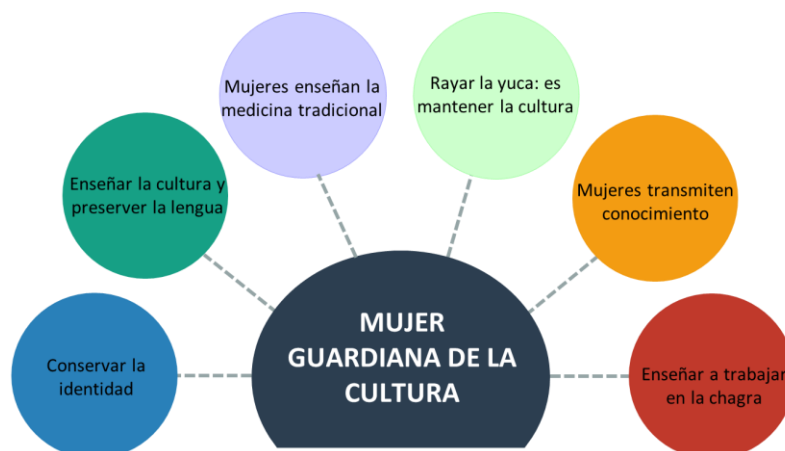 Mujeres enseñan la
medicina tradicional
Rayar la yuca: es
mantener la cultura
Enseñar la cultura y
preserver la lengua
Mujeres transmiten
conocimiento
Conservar la
identidad
MUJER
GUARDIANA DE LA
CULTURA
Enseñar a trabajar
en la chagra